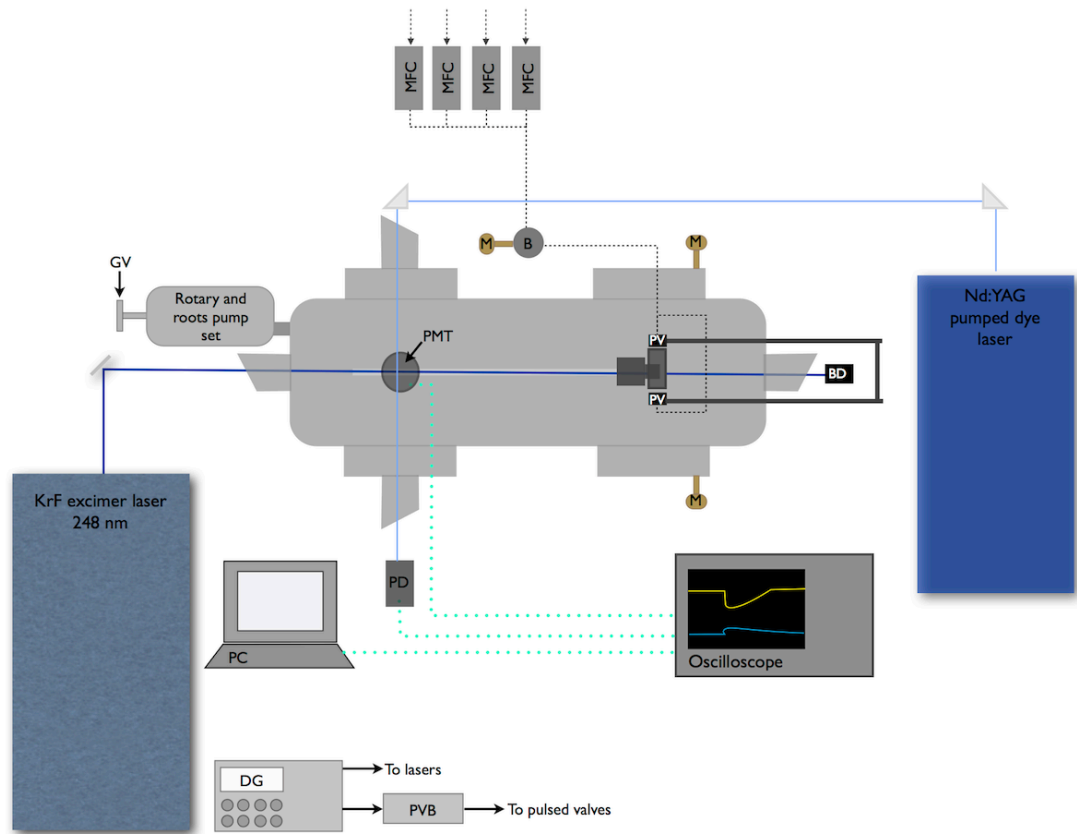 MFC
MFC
MFC
MFC
M
B
M
GV
Rotary and
roots pump
set
PMT
PV
PV
BD
Nd:YAG
pumped dye
laser
KrF excimer laser
248 nm
M
PD
PC
Oscilloscope
DG
To lasers
PVB
To pulsed valves